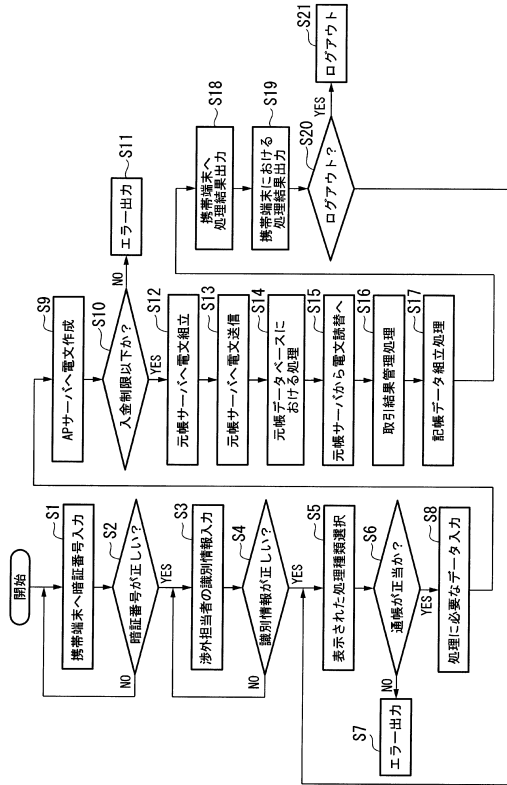 開始
S1
携帯端末へ暗証番号入力
S2
暗証番号が正しい?
NO
YES
S3
渉外担当者の識別情報入力
S4
識別情報が正しい?
NO
YES
S5
表示された処理種類選択
S6
通帳が正当か?
NO
S7
エラー出力
YES
S8
処理に必要なデータ入力
S9
APサーバへ電文作成
S10
入金制限以下か?
NO
S11
エラー出力
YES
S12
元帳サーバへ電文組立
S13
元帳サーバへ電文送信
S14
元帳データベースに
おける処理
S15
元帳サーバから電文読替へ
S16
取引結果管理処理
S17
記帳データ組立処理
S18
携帯端末へ
処理結果出力
S19
携帯端末における
処理結果出力
S20
ログアウト?
YES
S21
ログアウト